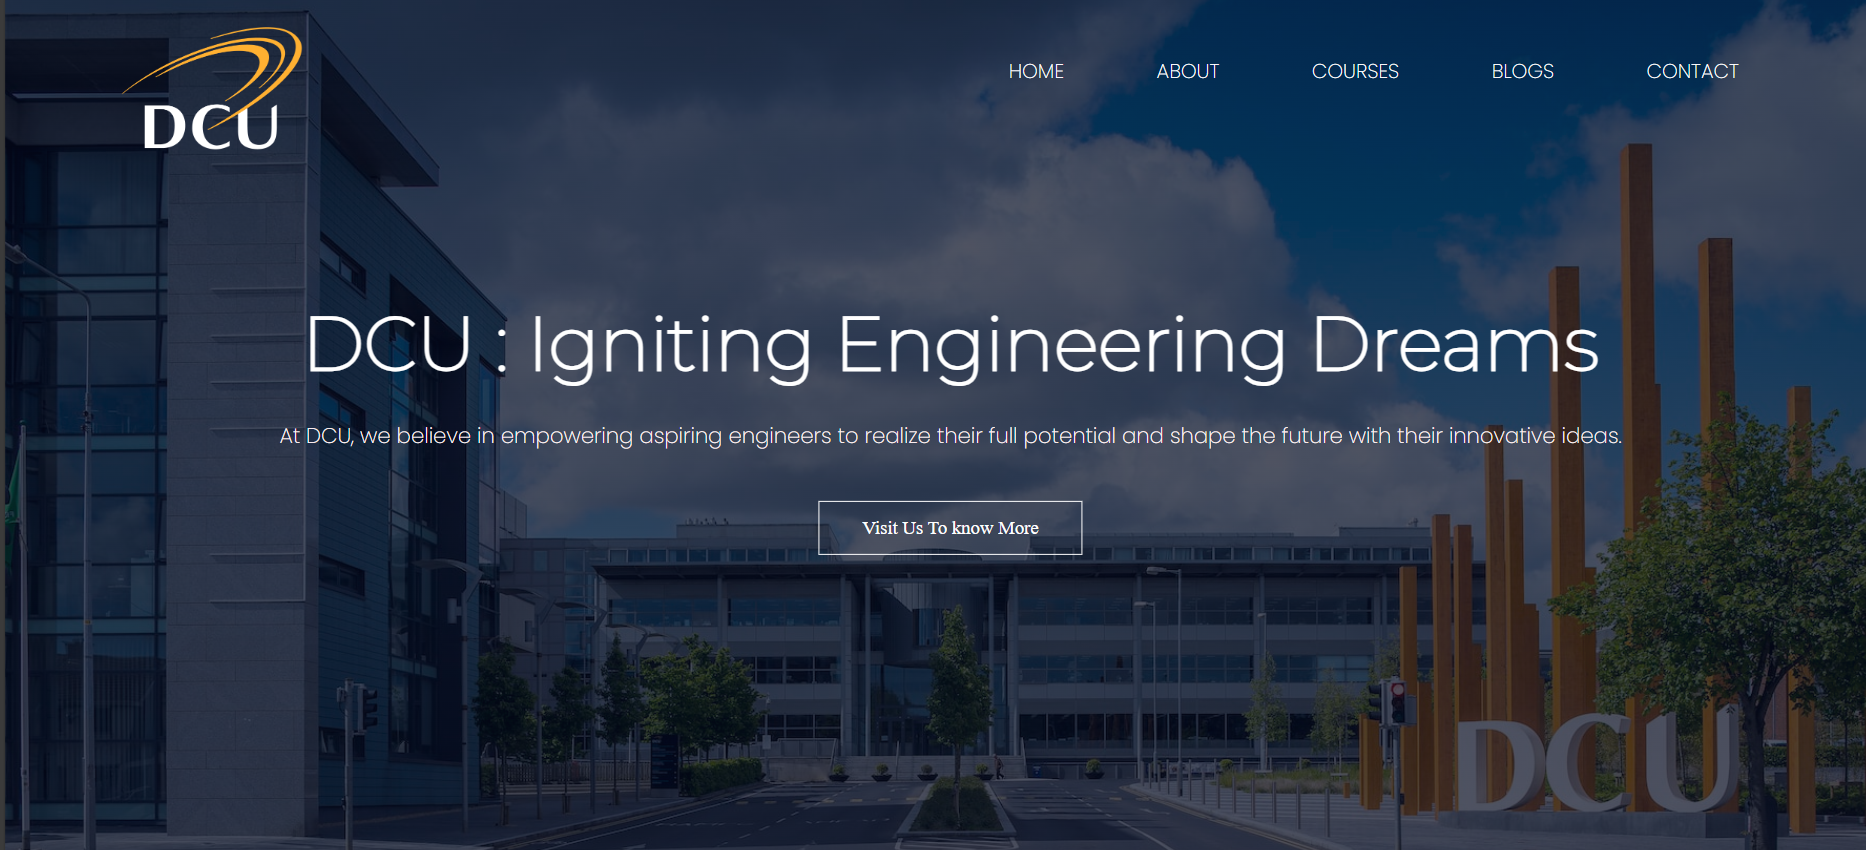 DCU
HOME ABOUT COURSES BLOGS CONTACT
DCU : Igniting Engineering Dreams
At DCU, we believe in empowering aspiring engineers to realize their full potential and shape the future with their innovative ideas.
Visit Us To know More
DCU